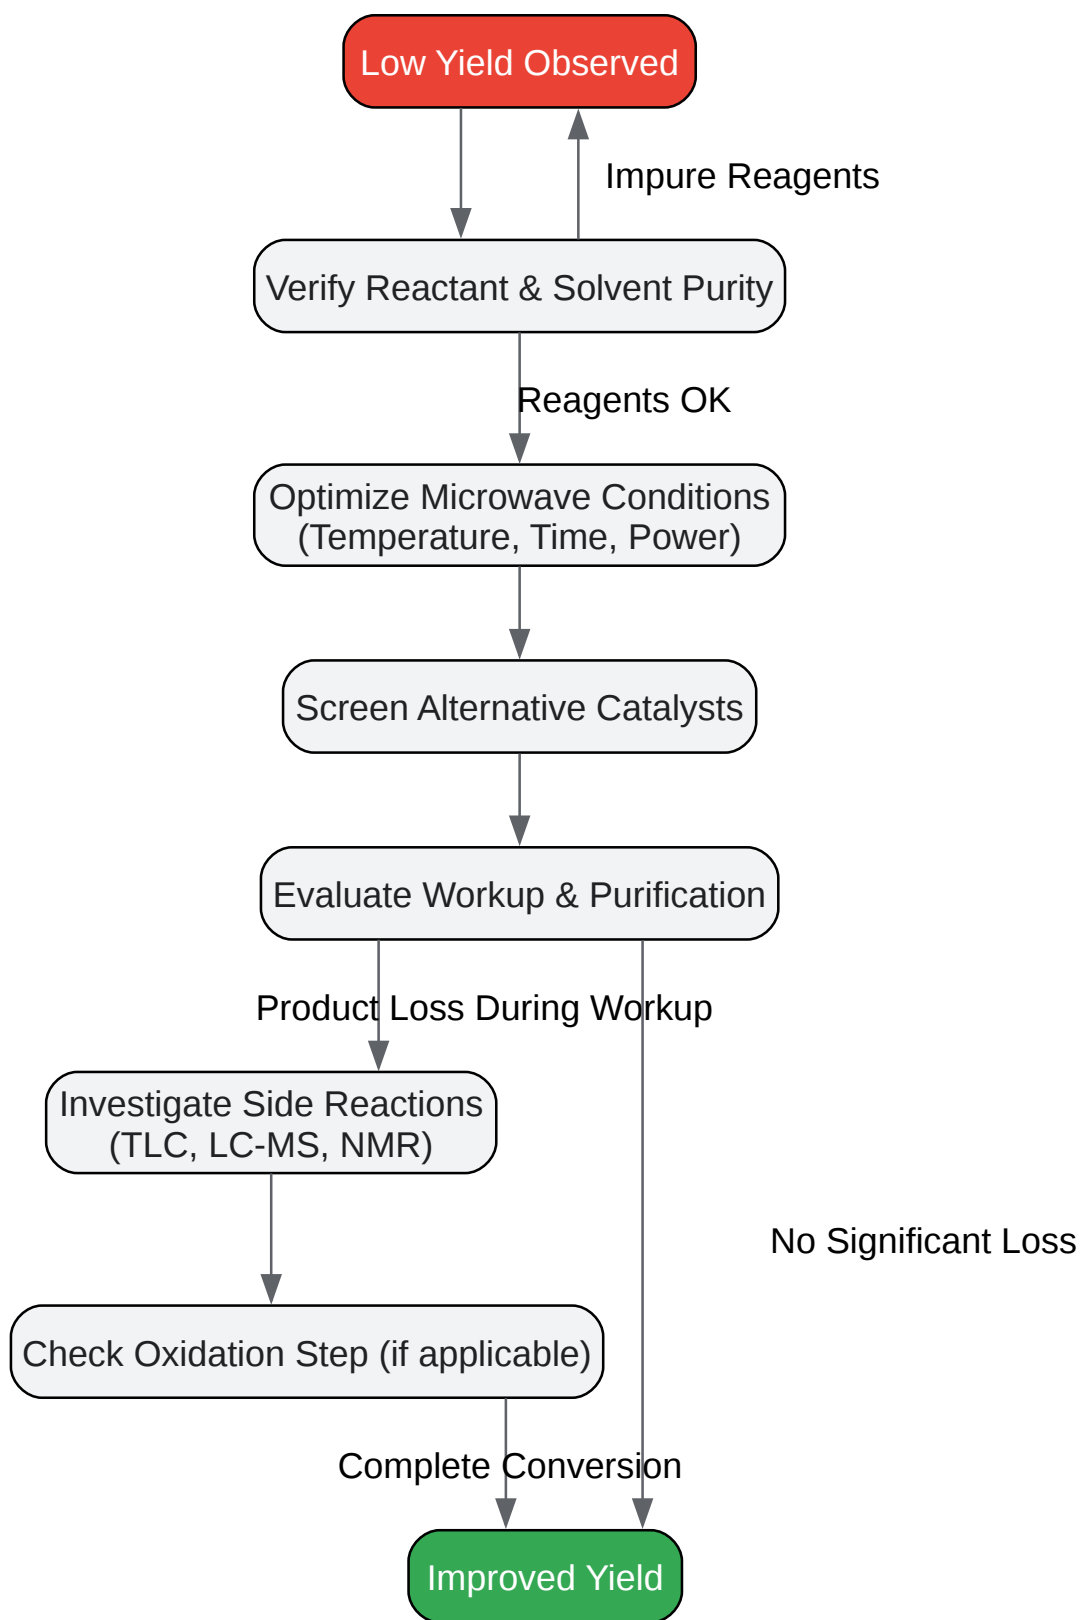 Low Yield Observed
Impure Reagents
Verify Reactant & Solvent Purity
Reagents OK
Optimize Microwave Conditions
(Temperature, Time, Power)
Screen Alternative Catalysts
Evaluate Workup & Purification
Product Loss During Workup
Investigate Side Reactions
(TLC, LC-MS, NMR)
No Significant Loss
Check Oxidation Step (if applicable)
Complete Conversion
Improved Yield